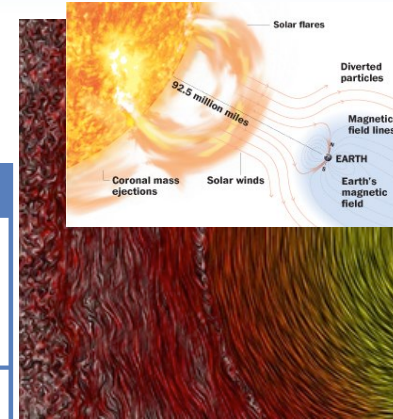 Solar flares
92.5 million miles
Diverted
particles
Magnetic
field lines
N
EARTH
S
Coronal mass
ejections
Solar winds
Earth's
magnetic
field